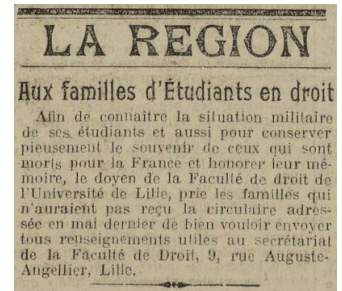 LA REGION
Aux familles d'Étudiants en droit
Afin de connaître la situation militaire
de ses étudiants et aussi pour conserver
pieusement le souvenir de ceux qui sont
morts pour la France et honorer leur mé-
moire, le doyen de la Faculté de droit de
l'Université de Lille, prie les familles qui
n'auraient pas reçu la circulaire adres-
sée en mai dernier de bien vouloir envoyer
tous renseignements utiles au secrétariat
de la Faculté de Droit, 9, rue Auguste-
Angellier, Lille.